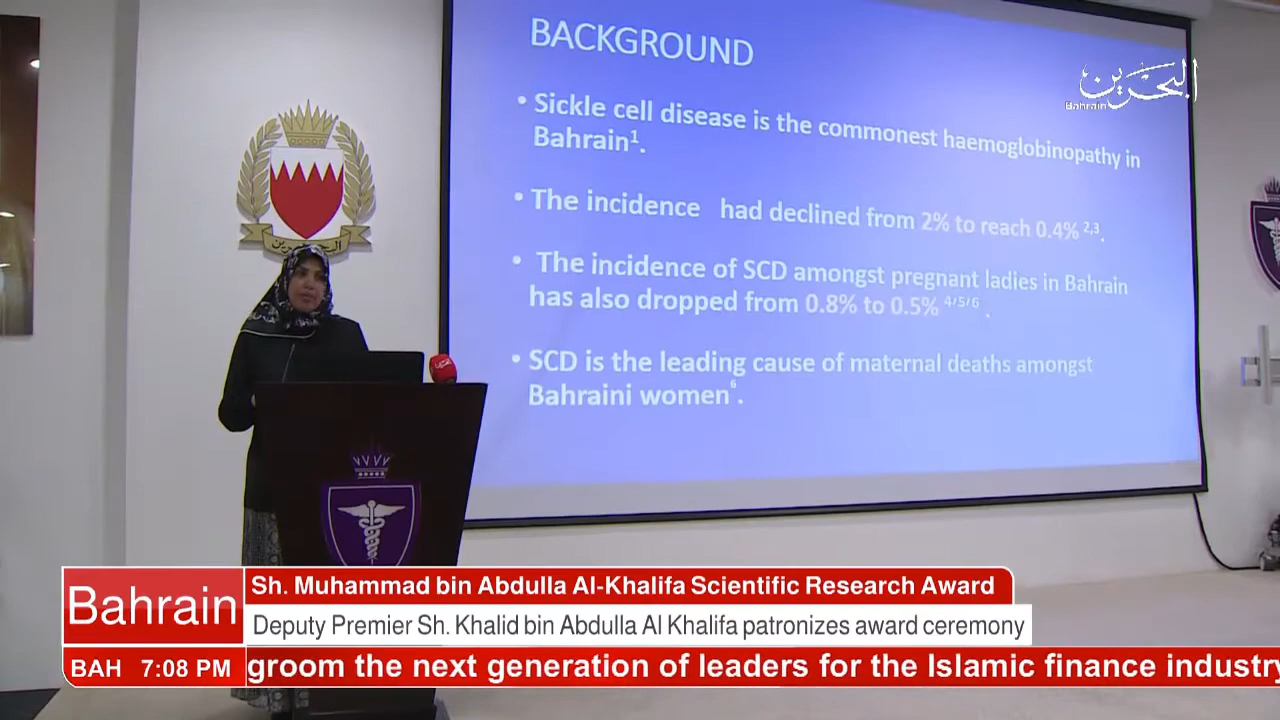 BACKGROUND
• Sickle cell disease is the commonest haemoglobinopathy in
Bahrain¹.
• The incidence had declined from 2% to reach 0.4% ²,³.
• The incidence of SCD amongst pregnant ladies in Bahrain
has also dropped from 0.8% to 0.5% ⁴/⁵/⁶ .
• SCD is the leading cause of maternal deaths amongst
Bahraini women⁶.
البحرين
Bahrain
البحرين
Bahrain
Sh. Muhammad bin Abdulla Al-Khalifa Scientific Research Award
Deputy Premier Sh. Khalid bin Abdulla Al Khalifa patronizes award ceremony
BAH 7:08 PM
groom the next generation of leaders for the Islamic finance industry